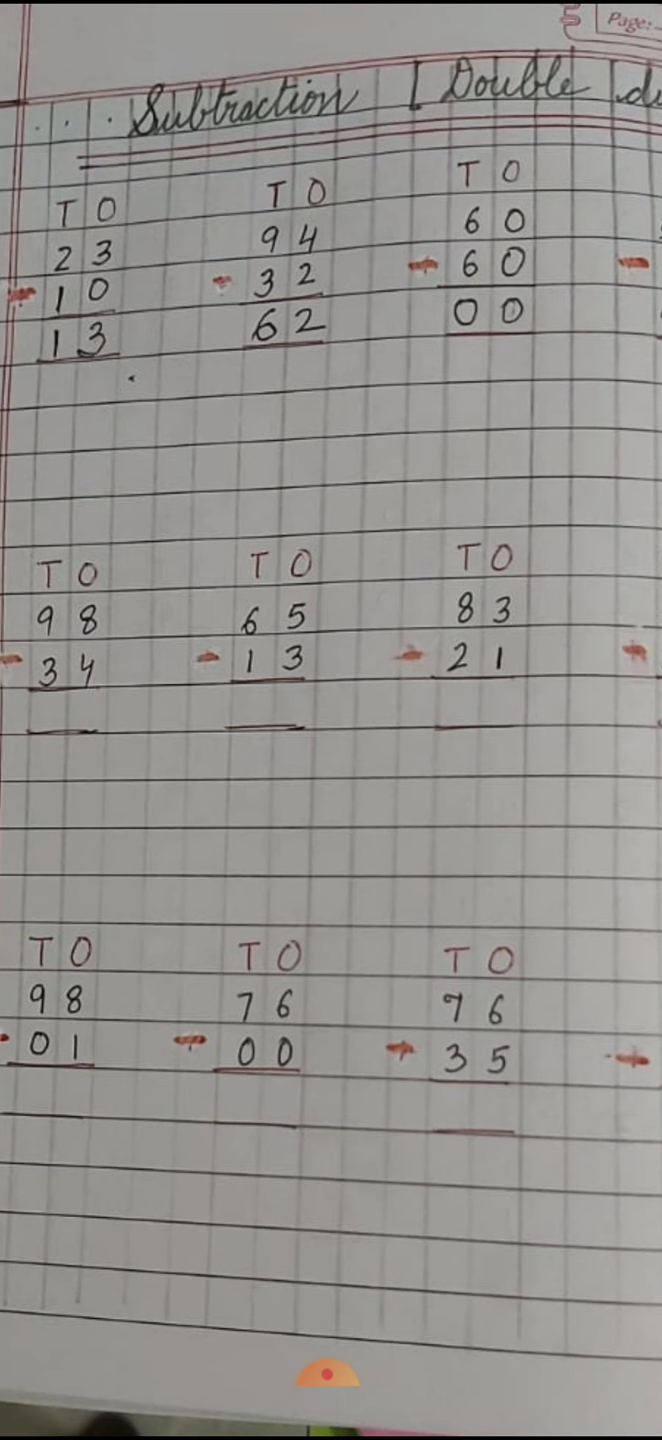 Page:
Subtraction [ Double
T O T O T O
2 3 9 4 6 0
- 1 0 - 3 2 - 6 0 -
1 3 6 2 0 0
T O T O T O
9 8 6 5 8 3
- 3 4 - 1 3 - 2 1 -
T O T O T O
9 8 7 6 7 6
- 0 1 - 0 0 - 3 5 -